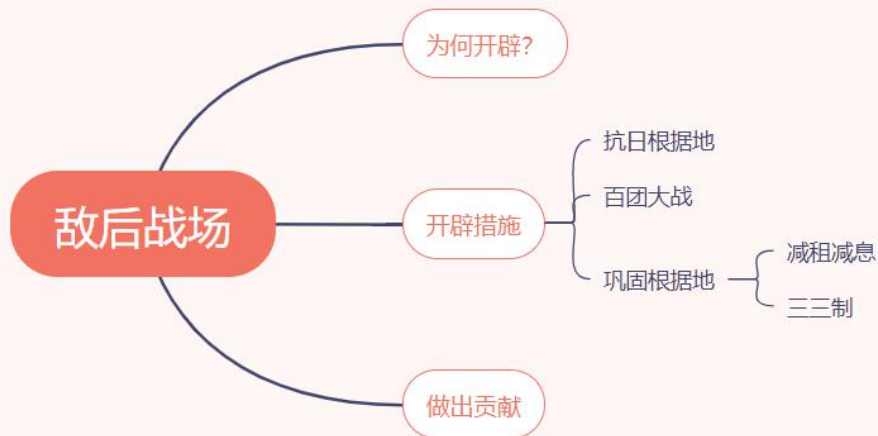 敌后战场
为何开辟?
开辟措施
抗日根据地
百团大战
巩固根据地
减租减息
三三制
做出贡献